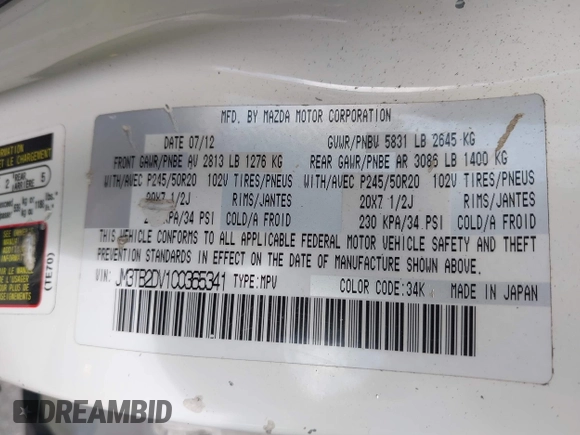 MFD. BY MAZDA MOTOR CORPORATION
DATE 07/12 GVWR/PNBV 5831 LB 2645 KG
FRONT GAWR/PNBE AV 2813 LB 1276 KG REAR GAWR/PNBE AR 3086 LB 1400 KG
WITH/AVEC P245/50R20 102V TIRES/PNEUS WITH/AVEC P245/50R20 102V TIRES/PNEUS
20X7 1/2J RIMS/JANTES 20X7 1/2J RIMS/JANTES
KPA/34 PSI COLD/A FROID 230 KPA/34 PSI COLD/A FROID
THIS VEHICLE CONFORMS TO ALL APPLICABLE FEDERAL MOTOR VEHICLE SAFETY AND THEFT
PREVENTION STANDARDS IN EFFECT ON THE DATE OF MANUFACTURE SHOWN ABOVE.
VIN: JM3TB2DV1C0365341 TYPE:MPV COLOR CODE:34K MADE IN JAPAN
2 REAR ARRIERE
(TE70)
DREAMBID